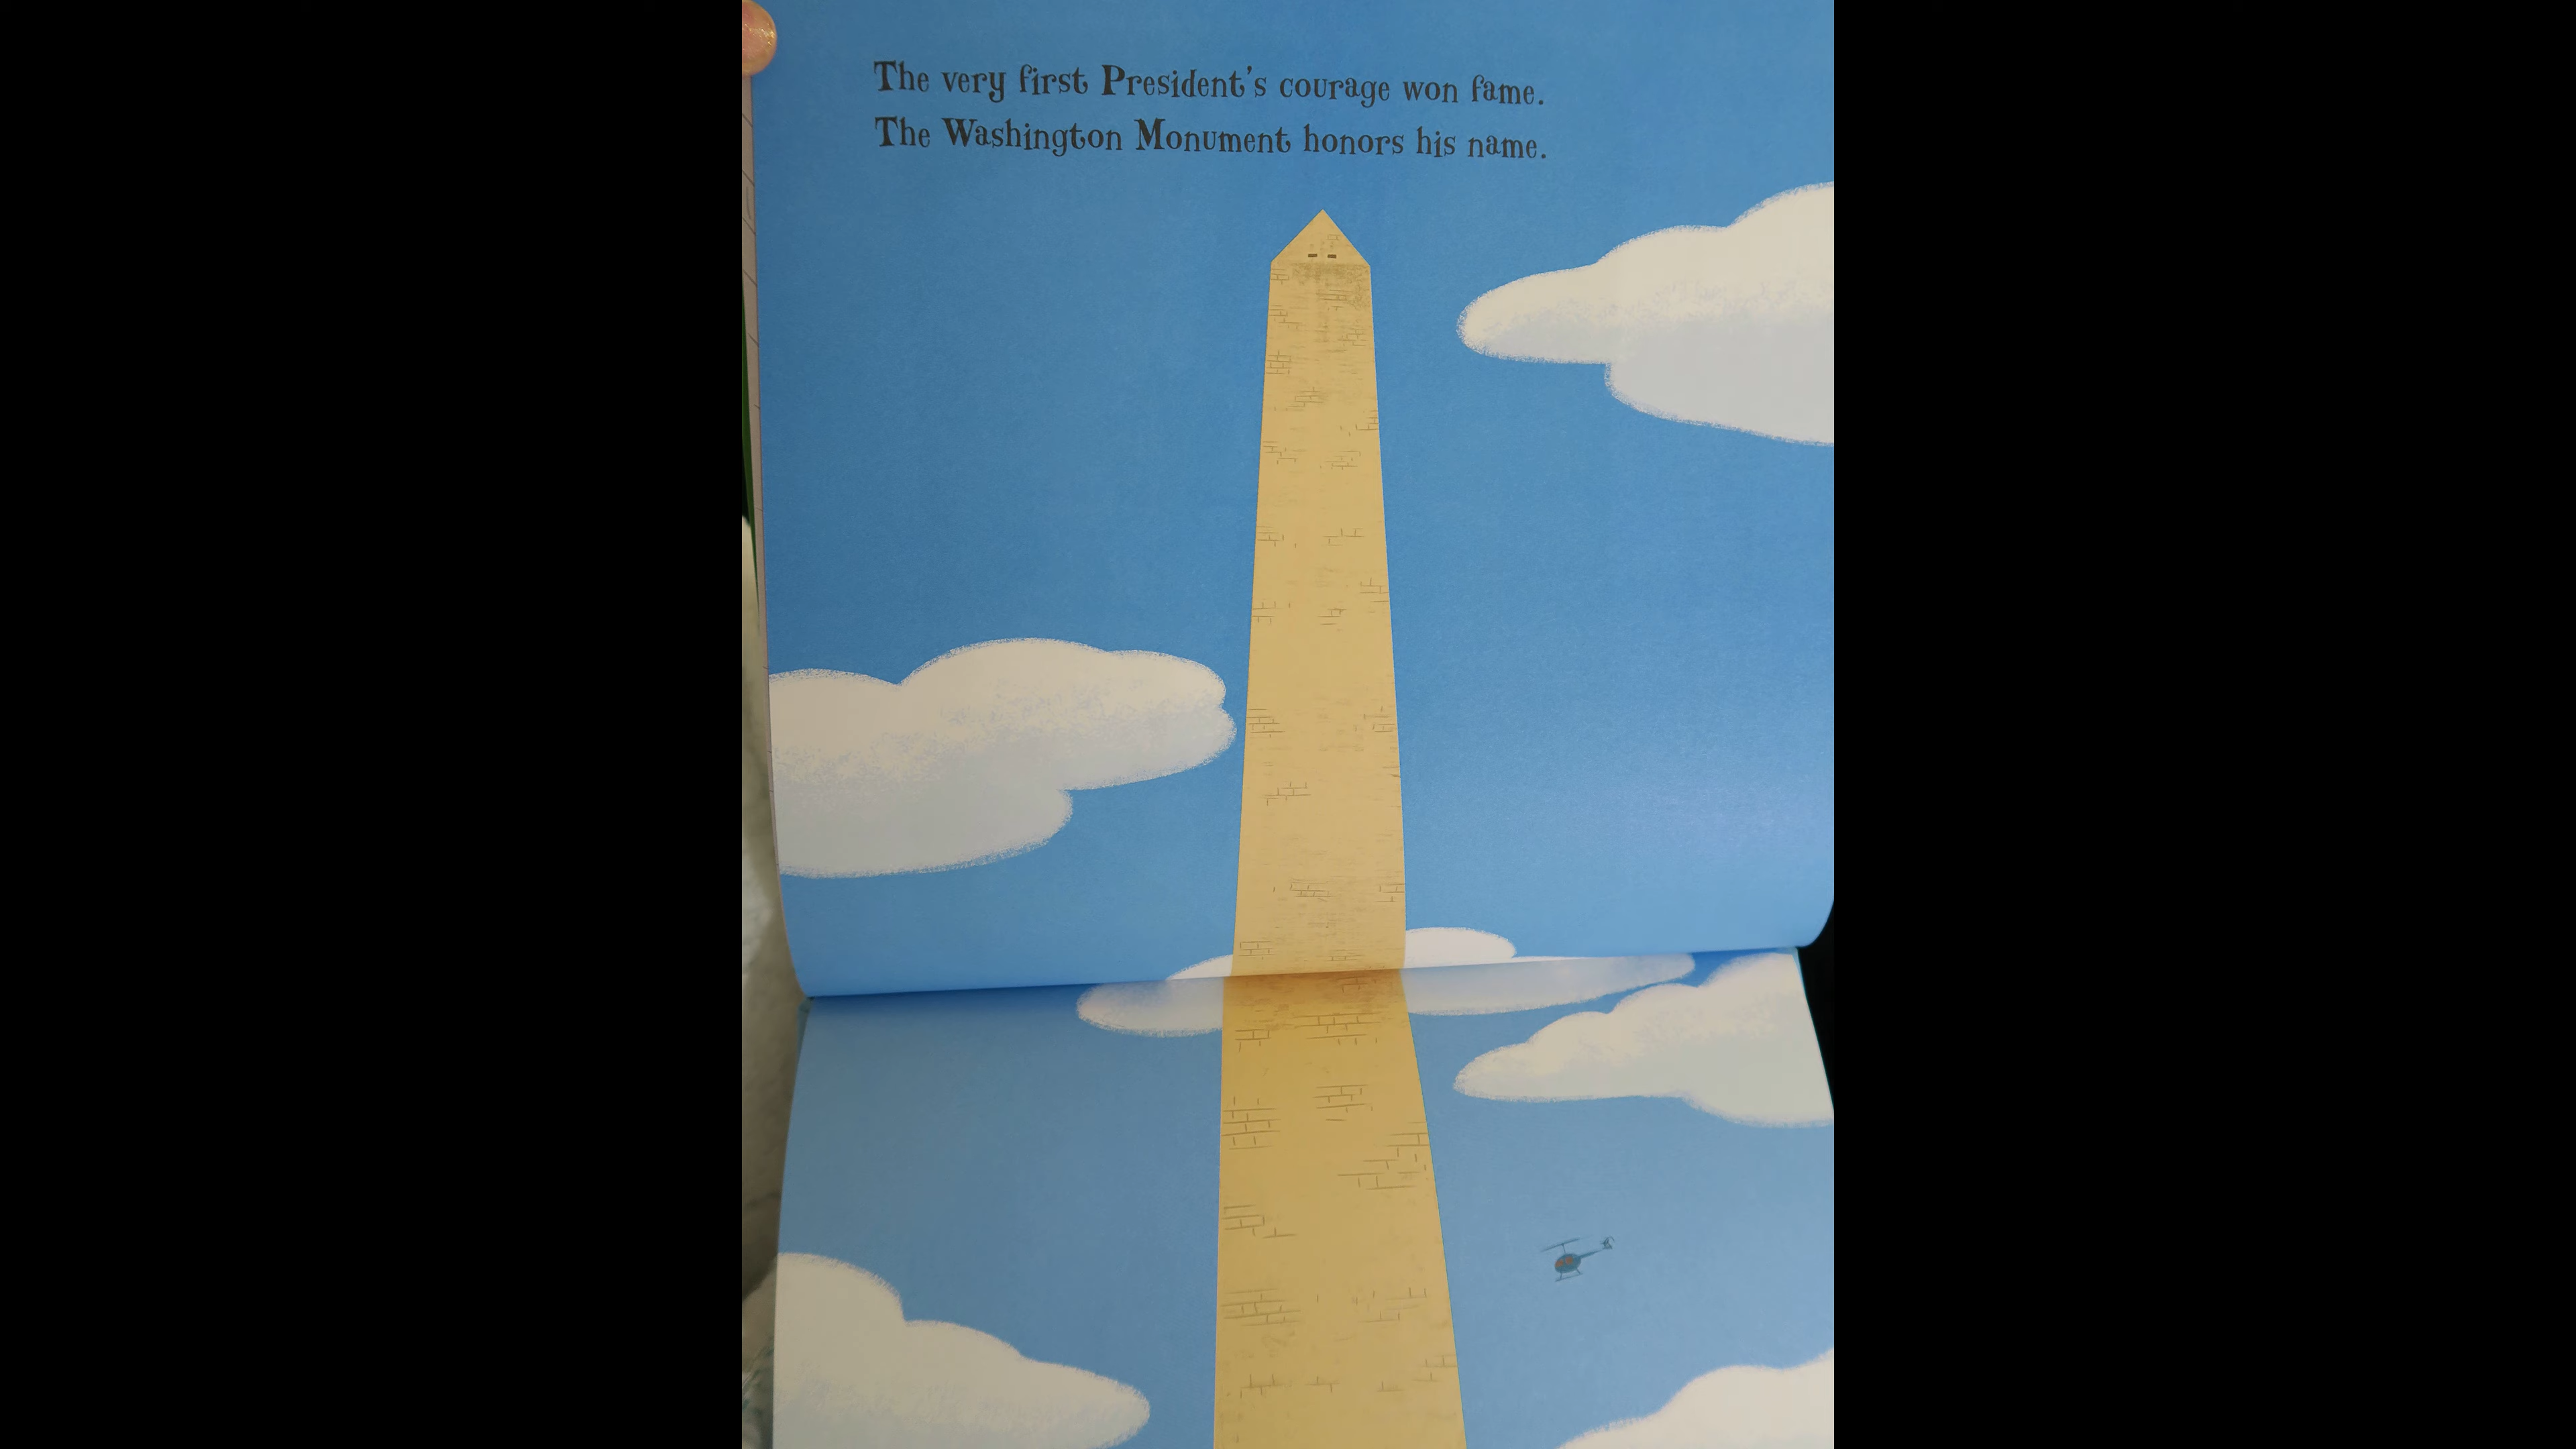 The very first President's courage won fame.
The Washington Monument honors his name.